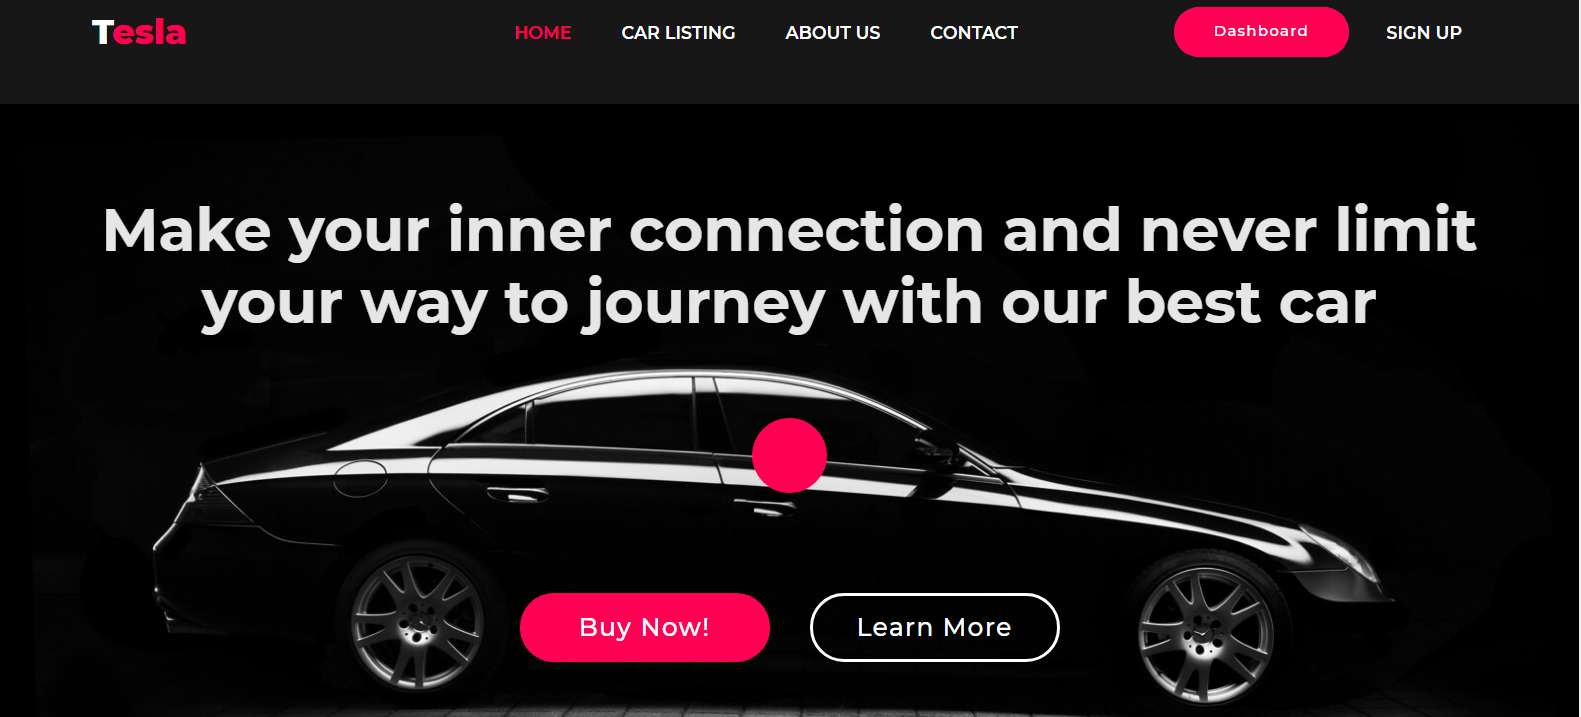 Tesla
HOME CAR LISTING ABOUT US CONTACT Dashboard SIGN UP
Make your inner connection and never limit
your way to journey with our best car
Buy Now! Learn More